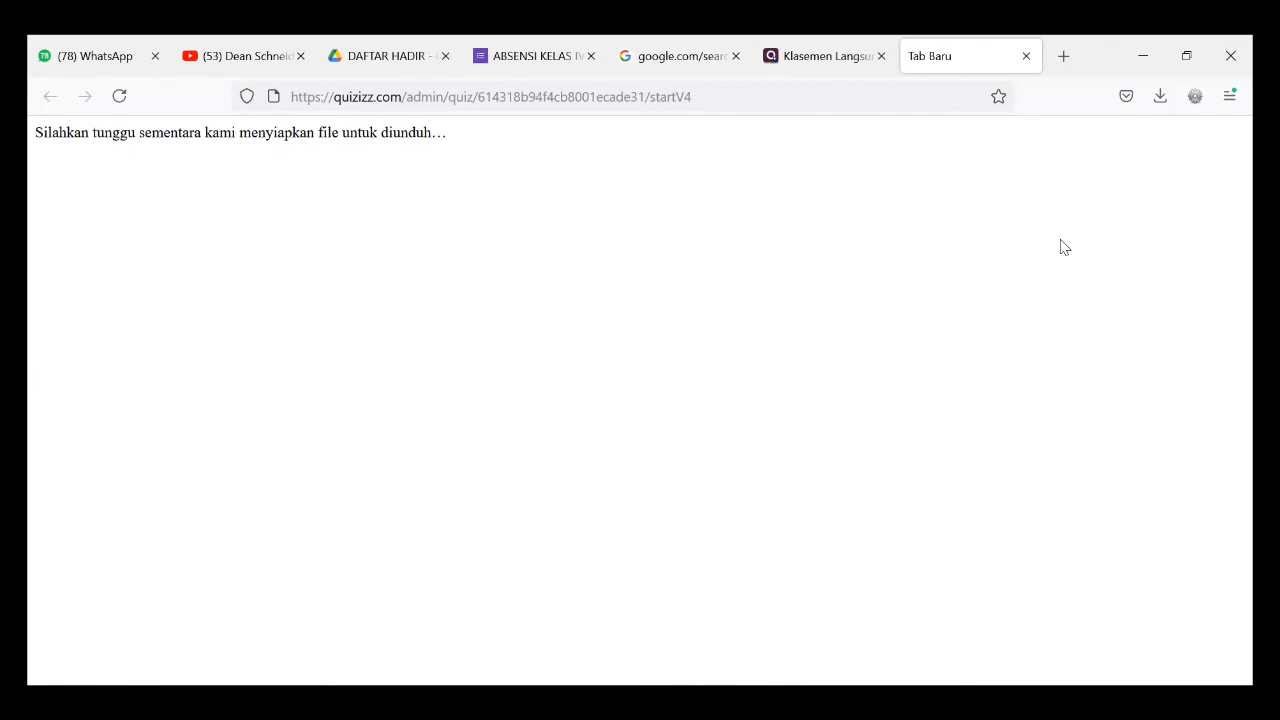 (78) WhatsApp
(53) Dean Schneid
DAFTAR HADIR -
ABSENSI KELAS IV
google.com/sear
Klasemen Langsu
Tab Baru
https://quizizz.com/admin/quiz/614318b94f4cb8001ecade31/startV4
Silahkan tunggu sementara kami menyiapkan file untuk diunduh…